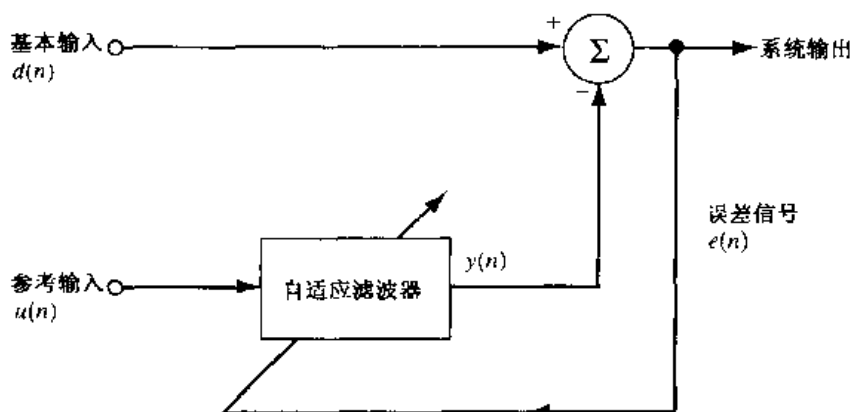 基本输入
d(n)
+
Σ
−
系统输出
误差信号
e(n)
参考输入
u(n)
自适应滤波器
y(n)